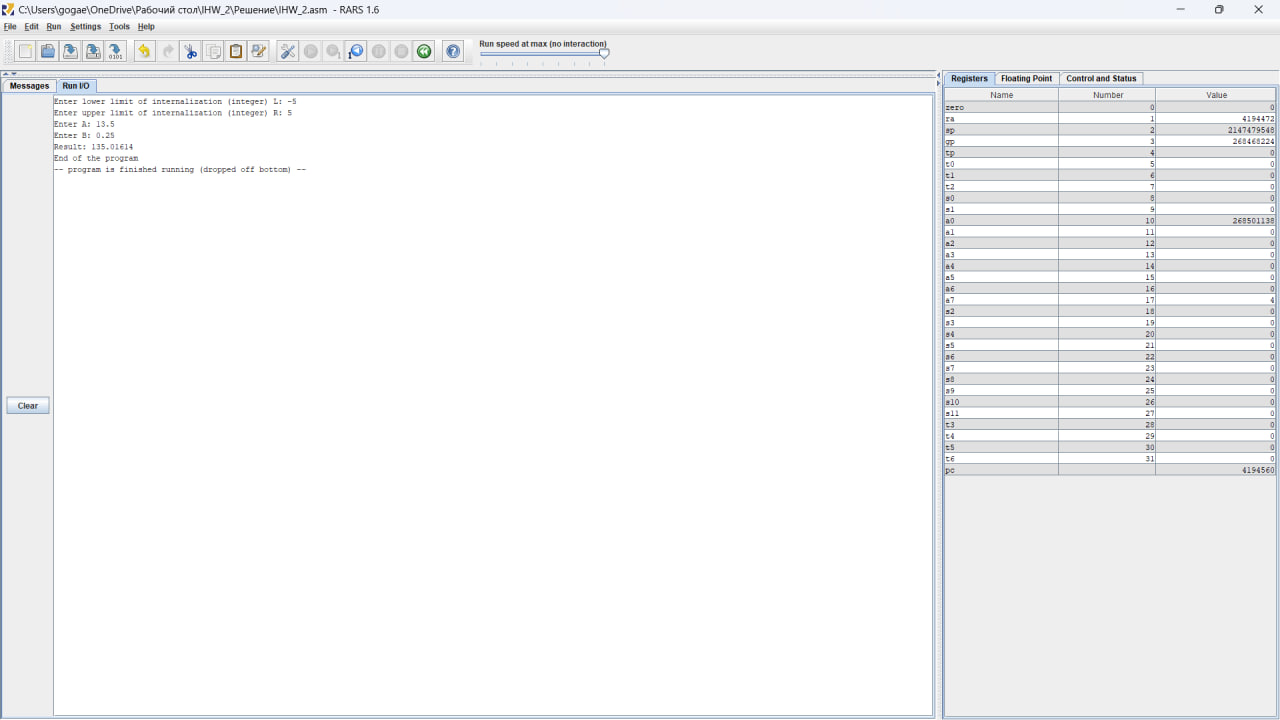 C:\Users\gogae\OneDrive\Рабочий стол\IHW_2\Решение\IHW_2.asm - RARS 1.6
File Edit Run Settings Tools Help
Run speed at max (no interaction)
Messages Run I/O
Enter lower limit of internalization (integer) L: -5
Enter upper limit of internalization (integer) R: 5
Enter A: 13.5
Enter B: 0.25
Result: 135.01614
End of the program
-- program is finished running (dropped off bottom) --
Clear
Registers Floating Point Control and Status
Name Number Value
zero 0 0
ra 1 4194472
sp 2 2147479548
gp 3 268468224
tp 4 0
t0 5 0
t1 6 0
t2 7 0
s0 8 0
s1 9 0
a0 10 268501138
a1 11 0
a2 12 0
a3 13 0
a4 14 0
a5 15 0
a6 16 0
a7 17 4
s2 18 0
s3 19 0
s4 20 0
s5 21 0
s6 22 0
s7 23 0
s8 24 0
s9 25 0
s10 26 0
s11 27 0
t3 28 0
t4 29 0
t5 30 0
t6 31 0
pc 4194560